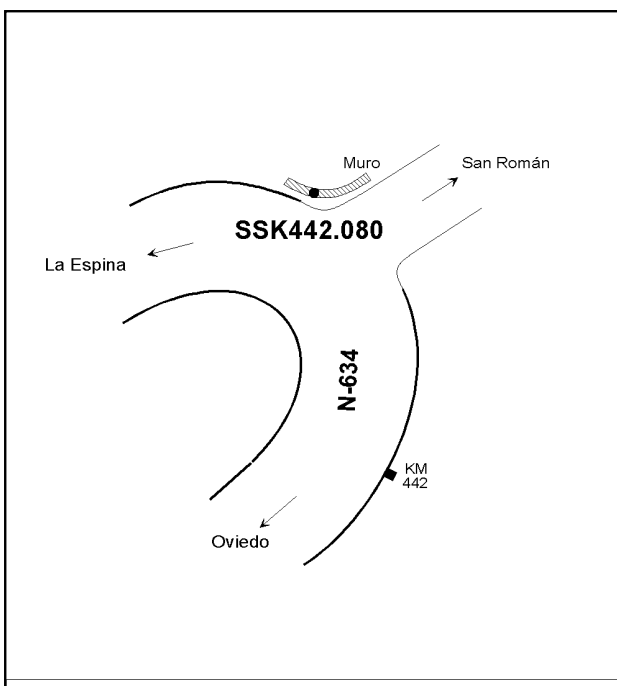 Muro
San Román
SSK442.080
La Espina
N-634
KM
442
Oviedo